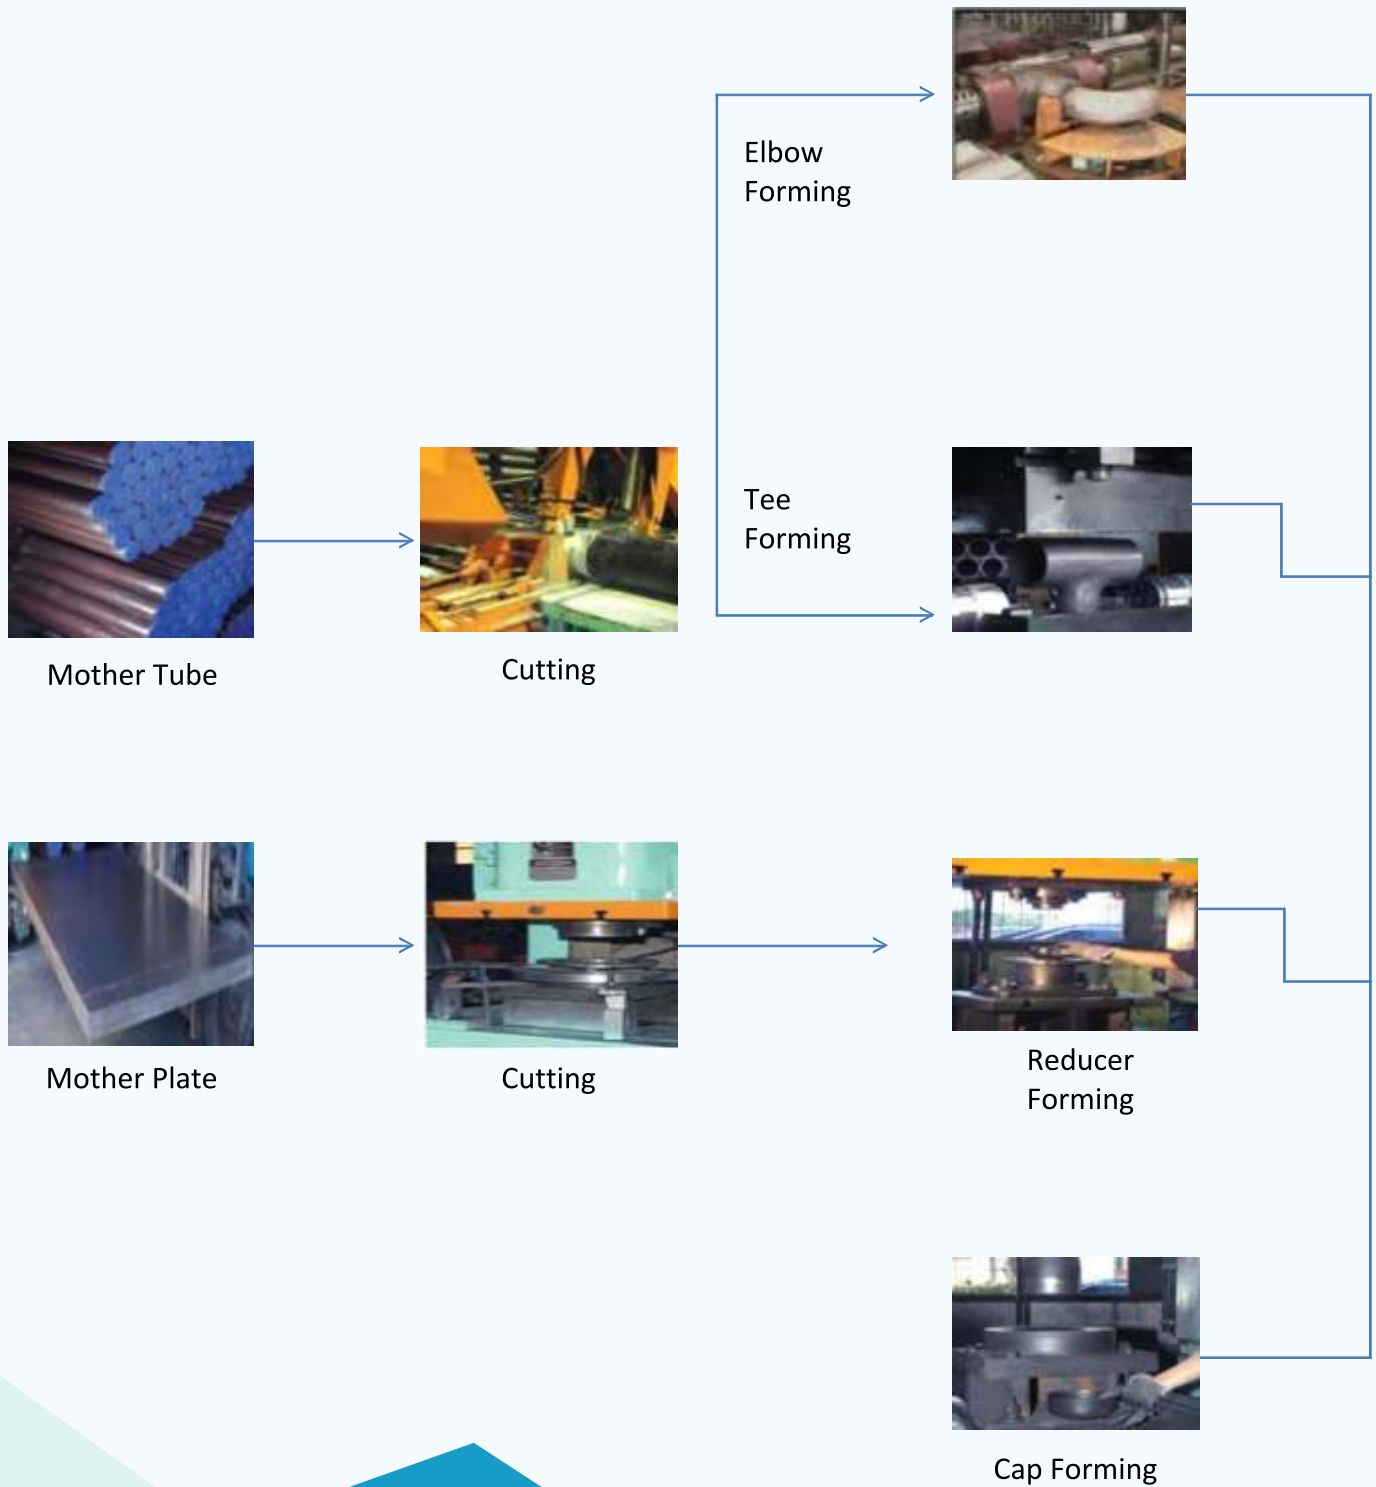 Elbow
Forming
Tee
Forming
Mother Tube
Cutting
Mother Plate
Cutting
Reducer
Forming
Cap Forming